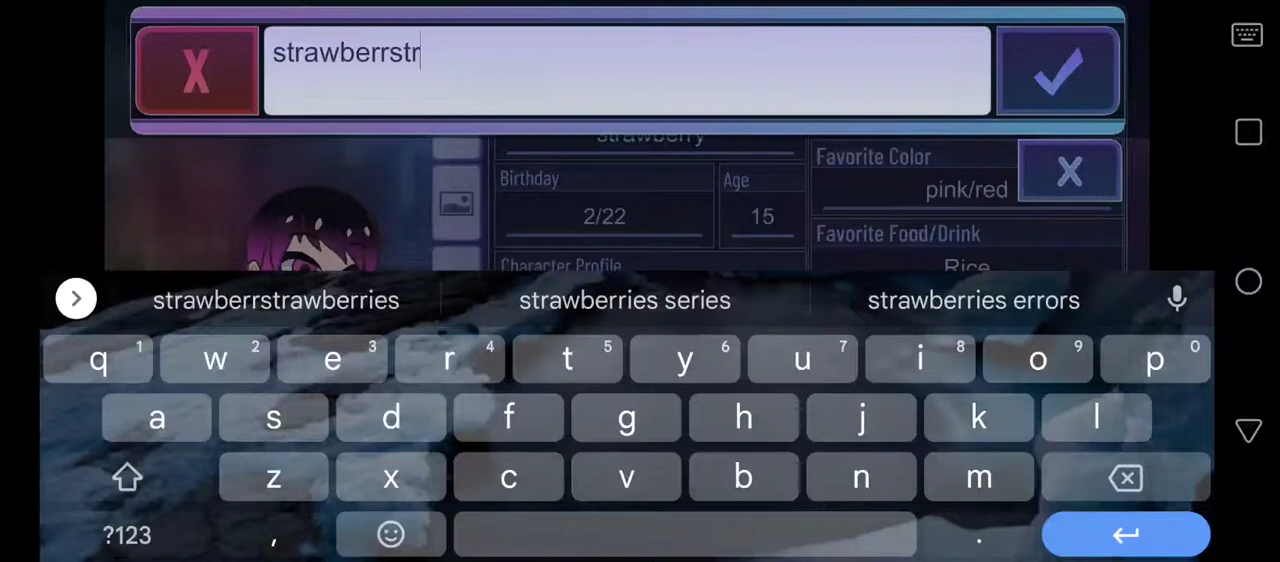 X strawberrstr ✓
strawberry
Favorite Color
X
pink/red
Birthday
Age
2/22
15
Favorite Food/Drink
Character Profile
Rice
strawberrstrawberries strawberries series strawberries errors
q 1 w 2 e 3 r 4 t 5 y 6 u 7 i 8 o 9 p 0
a s d f g h j k l
z x c v b n m
?123 , .